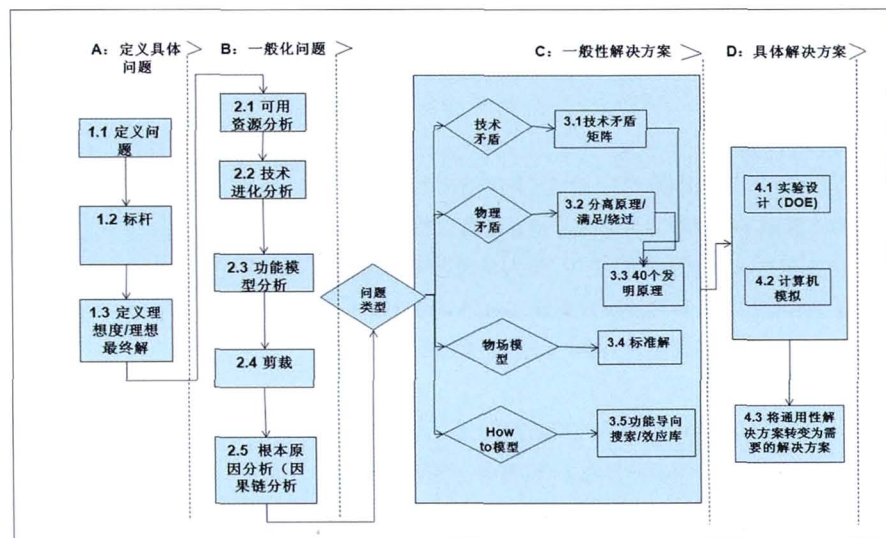 A：定义具体
问题
B：一般化问题
C：一般性解决方案
D：具体解决方案
1.1 定义问
题
1.2 标杆
1.3 定义理
想度/理想
最终解
2.1 可用
资源分析
2.2 技术
进化分析
2.3 功能模
型分析
2.4 剪裁
2.5 根本原
因分析（因
果链分析
问题
类型
技术
矛盾
3.1技术矛盾
矩阵
物理
矛盾
3.2 分离原理/
满足/绕过
3.3 40个发
明原理
物场模
型
3.4 标准解
How
to模型
3.5功能导向
搜索/效应库
4.1 实验设
计（DOE)
4.2 计算机
模拟
4.3 将通用性解
决方案转变为需
要的解决方案